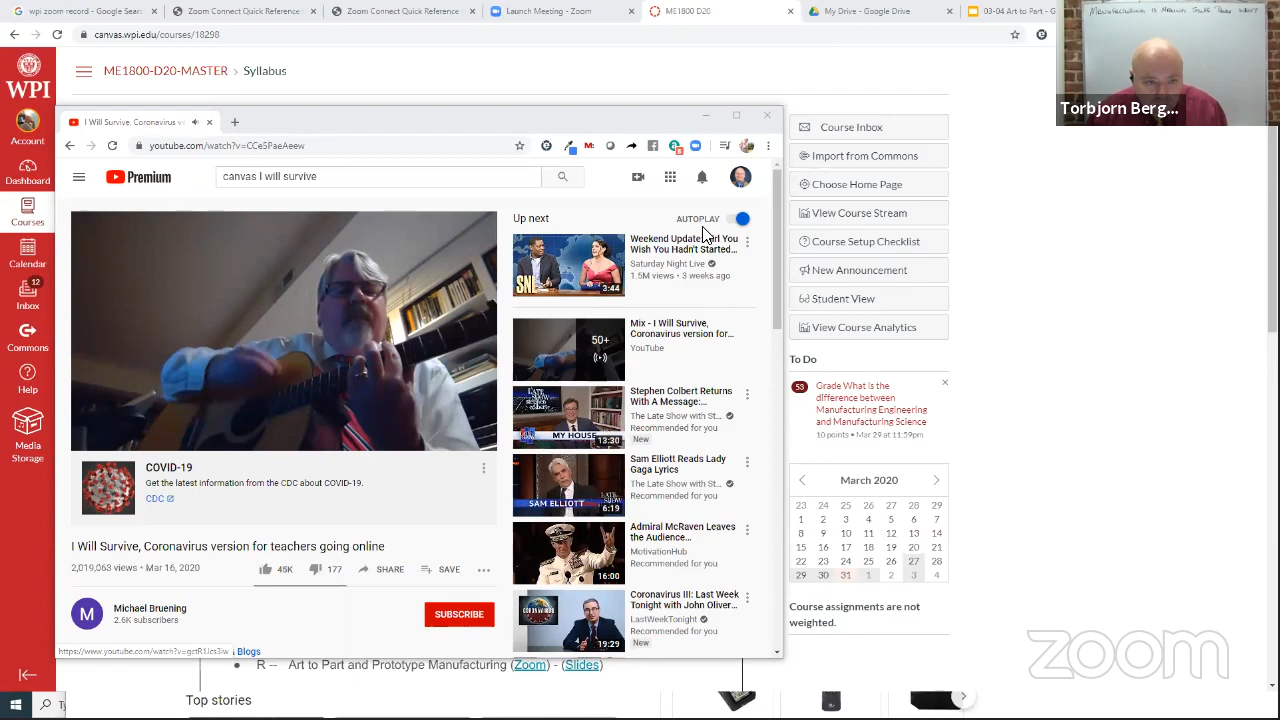 wpi zoom record - Google Searc
Zoom Connect Quick Reference
Zoom Connect Quick Reference
Launch Meeting - Zoom
ME1800 D20
My Drive - Google Drive
03-04 Art to Part - G
canvas.wpi.edu/courses/18298
WPI
Account
Dashboard
Courses
Calendar
12
Inbox
Commons
Help
Media
Storage
ME1800-D20-MASTER › Syllabus
I Will Survive, Coronavirus ve
youtube.com/watch?v=CCe5PaeAeew
Premium
canvas I will survive
Up next
AUTOPLAY
SNL
3:44
Weekend Update: Girl You
Wish You Hadn't Started...
Saturday Night Live
1.5M views • 3 weeks ago
50+
Mix - I Will Survive,
Coronavirus version for...
YouTube
MY HOUSE
13:30
Stephen Colbert Returns
With A Message:...
The Late Show with St...
Recommended for you
New
SAM ELLIOTT
6:19
Sam Elliott Reads Lady
Gaga Lyrics
The Late Show with St...
Recommended for you
16:00
Admiral McRaven Leaves
the Audience...
MotivationHub
Recommended for you
19:29
Coronavirus III: Last Week
Tonight with John Oliver...
LastWeekTonight
Recommended for you
New
COVID-19
Get the latest information from the CDC about COVID-19.
CDC
I Will Survive, Coronavirus version for teachers going online
2,019,063 views • Mar 16, 2020
45K
177
SHARE
SAVE
M
Michael Bruening
2.6K subscribers
SUBSCRIBE
Blogs
R -- Art to Part and Prototype Manufacturing (Zoom) - (Slides)
Top stories
Course Inbox
Import from Commons
Choose Home Page
View Course Stream
Course Setup Checklist
New Announcement
Student View
View Course Analytics
To Do
53
Grade What is the
difference between
Manufacturing Engineering
and Manufacturing Science
10 points • Mar 29 at 11:59pm
March 2020
23 24 25 26 27 28 29
1 2 3 4 5 6 7
8 9 10 11 12 13 14
15 16 17 18 19 20 21
22 23 24 25 26 27 28
29 30 31 1 2 3 4
Course assignments are not
weighted.
Torbjorn Berg...
zoom